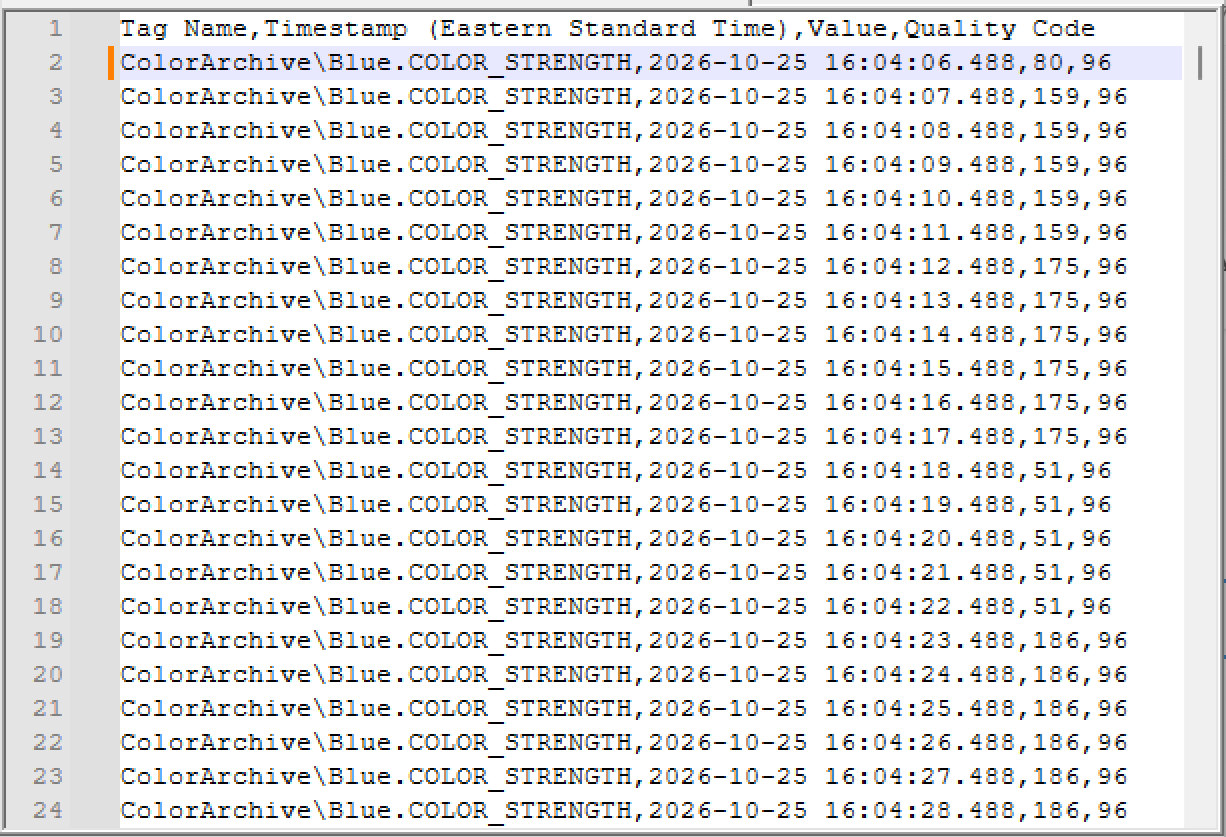 1 Tag Name,Timestamp (Eastern Standard Time),Value,Quality Code
2 ColorArchive\Blue.COLOR_STRENGTH,2026-10-25 16:04:06.488,80,96
3 ColorArchive\Blue.COLOR_STRENGTH,2026-10-25 16:04:07.488,159,96
4 ColorArchive\Blue.COLOR_STRENGTH,2026-10-25 16:04:08.488,159,96
5 ColorArchive\Blue.COLOR_STRENGTH,2026-10-25 16:04:09.488,159,96
6 ColorArchive\Blue.COLOR_STRENGTH,2026-10-25 16:04:10.488,159,96
7 ColorArchive\Blue.COLOR_STRENGTH,2026-10-25 16:04:11.488,159,96
8 ColorArchive\Blue.COLOR_STRENGTH,2026-10-25 16:04:12.488,175,96
9 ColorArchive\Blue.COLOR_STRENGTH,2026-10-25 16:04:13.488,175,96
10 ColorArchive\Blue.COLOR_STRENGTH,2026-10-25 16:04:14.488,175,96
11 ColorArchive\Blue.COLOR_STRENGTH,2026-10-25 16:04:15.488,175,96
12 ColorArchive\Blue.COLOR_STRENGTH,2026-10-25 16:04:16.488,175,96
13 ColorArchive\Blue.COLOR_STRENGTH,2026-10-25 16:04:17.488,175,96
14 ColorArchive\Blue.COLOR_STRENGTH,2026-10-25 16:04:18.488,51,96
15 ColorArchive\Blue.COLOR_STRENGTH,2026-10-25 16:04:19.488,51,96
16 ColorArchive\Blue.COLOR_STRENGTH,2026-10-25 16:04:20.488,51,96
17 ColorArchive\Blue.COLOR_STRENGTH,2026-10-25 16:04:21.488,51,96
18 ColorArchive\Blue.COLOR_STRENGTH,2026-10-25 16:04:22.488,51,96
19 ColorArchive\Blue.COLOR_STRENGTH,2026-10-25 16:04:23.488,186,96
20 ColorArchive\Blue.COLOR_STRENGTH,2026-10-25 16:04:24.488,186,96
21 ColorArchive\Blue.COLOR_STRENGTH,2026-10-25 16:04:25.488,186,96
22 ColorArchive\Blue.COLOR_STRENGTH,2026-10-25 16:04:26.488,186,96
23 ColorArchive\Blue.COLOR_STRENGTH,2026-10-25 16:04:27.488,186,96
24 ColorArchive\Blue.COLOR_STRENGTH,2026-10-25 16:04:28.488,186,96